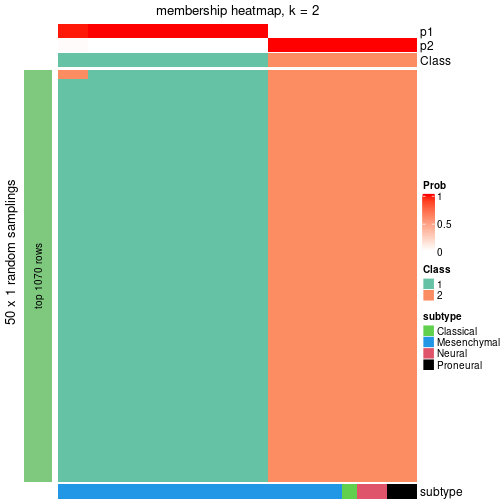 membership heatmap, k = 2
p1
p2
Class
50 x 1 random samplings
top 1070 rows
Prob
1
0.5
0
Class
1
2
subtype
Classical
Mesenchymal
Neural
Proneural
subtype